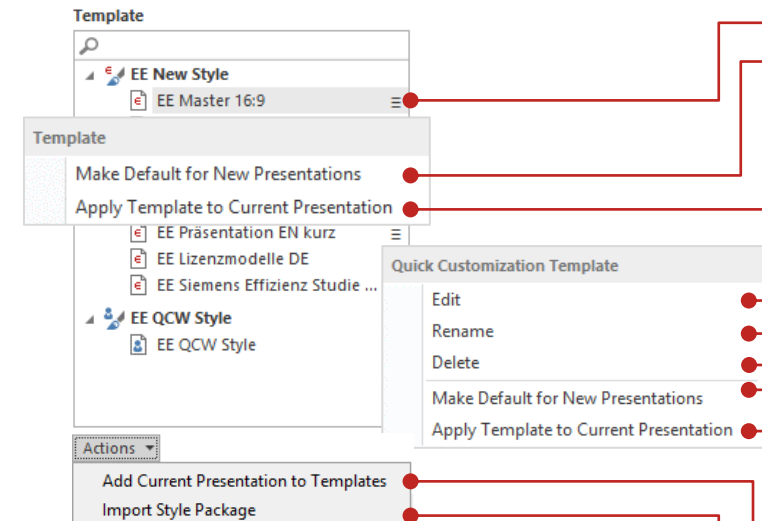 Template
EE New Style
EE Master 16:9
Template
Make Default for New Presentations
Apply Template to Current Presentation
EE Präsentation EN kurz
EE Lizenzmodelle DE
EE Siemens Effizienz Studie ...
EE QCW Style
EE QCW Style
Quick Customization Template
Edit
Rename
Delete
Make Default for New Presentations
Apply Template to Current Presentation
Actions
Add Current Presentation to Templates
Import Style Package